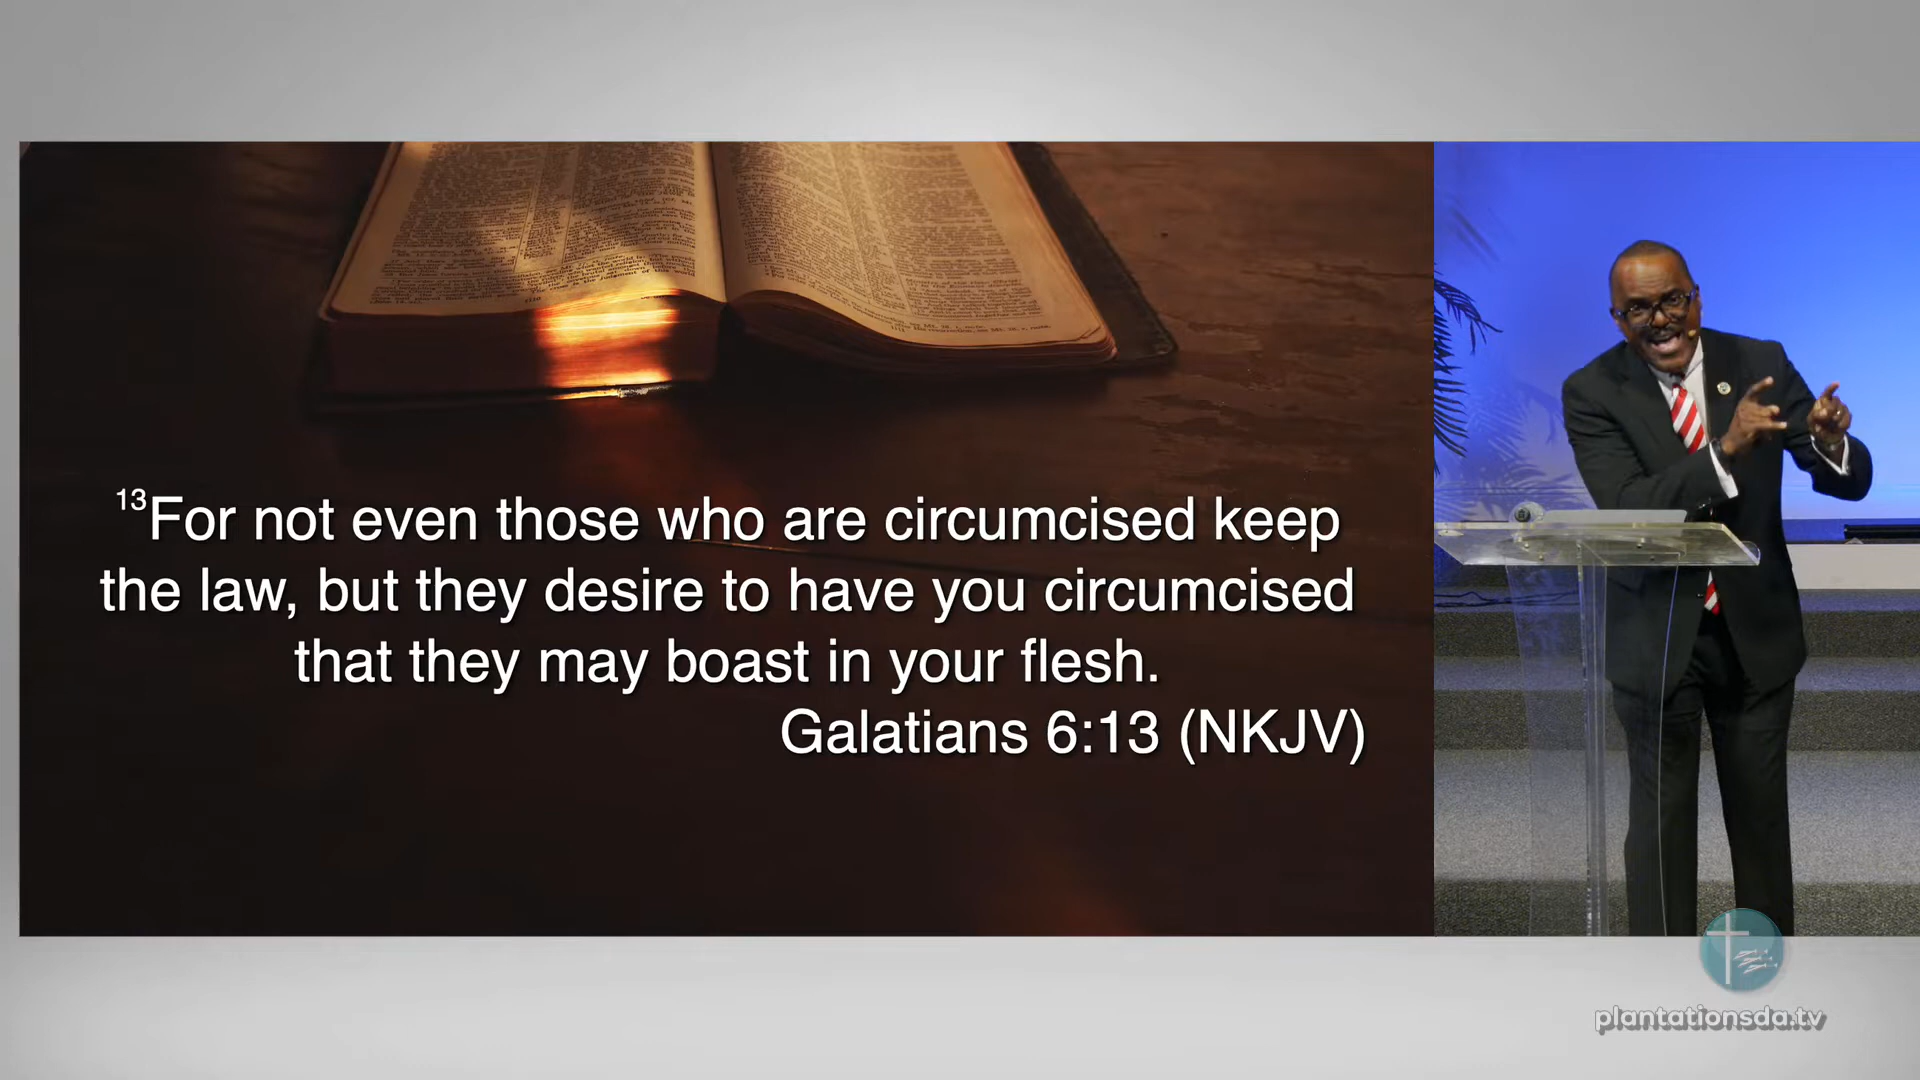 ¹³For not even those who are circumcised keep
the law, but they desire to have you circumcised
that they may boast in your flesh.
Galatians 6:13 (NKJV)
plantationsda.tv